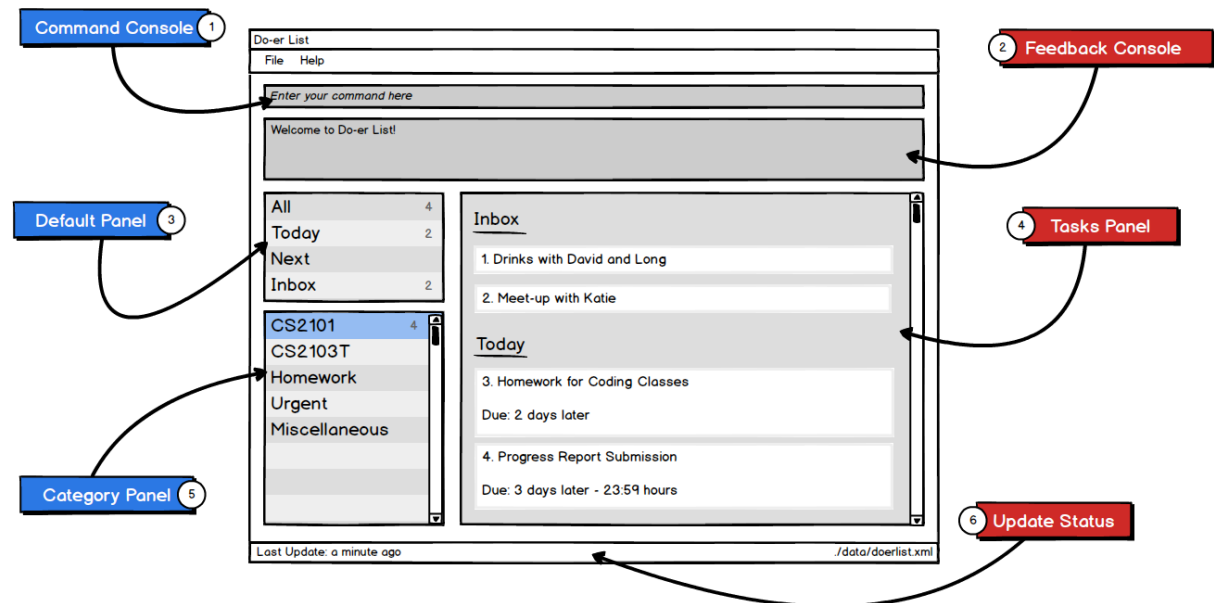 Command Console 1
2 Feedback Console
Do-er List
File Help
Enter your command here
Welcome to Do-er List!
Default Panel 3
All 4
Today 2
Next
Inbox 2
CS2101 4
CS2103T
Homework
Urgent
Miscellaneous
Category Panel 5
Inbox
1. Drinks with David and Long
2. Meet-up with Katie
Today
3. Homework for Coding Classes
Due: 2 days later
4. Progress Report Submission
Due: 3 days later - 23:59 hours
4 Tasks Panel
6 Update Status
Last Update: a minute ago
./data/doerlist.xml